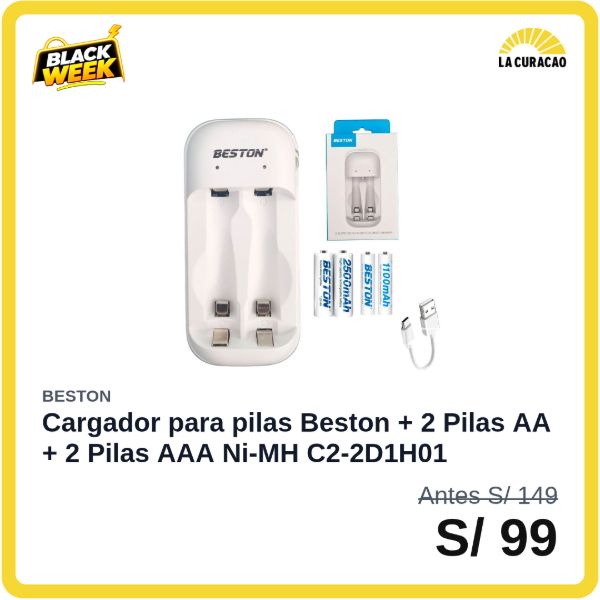 BLACK
WEEK
LA CURACAO
BESTON®
BESTON
BESTON
2500mAh
BESTON
1100mAh
BESTON
Cargador para pilas Beston + 2 Pilas AA
+ 2 Pilas AAA Ni-MH C2-2D1H01
Antes S/ 149
S/ 99